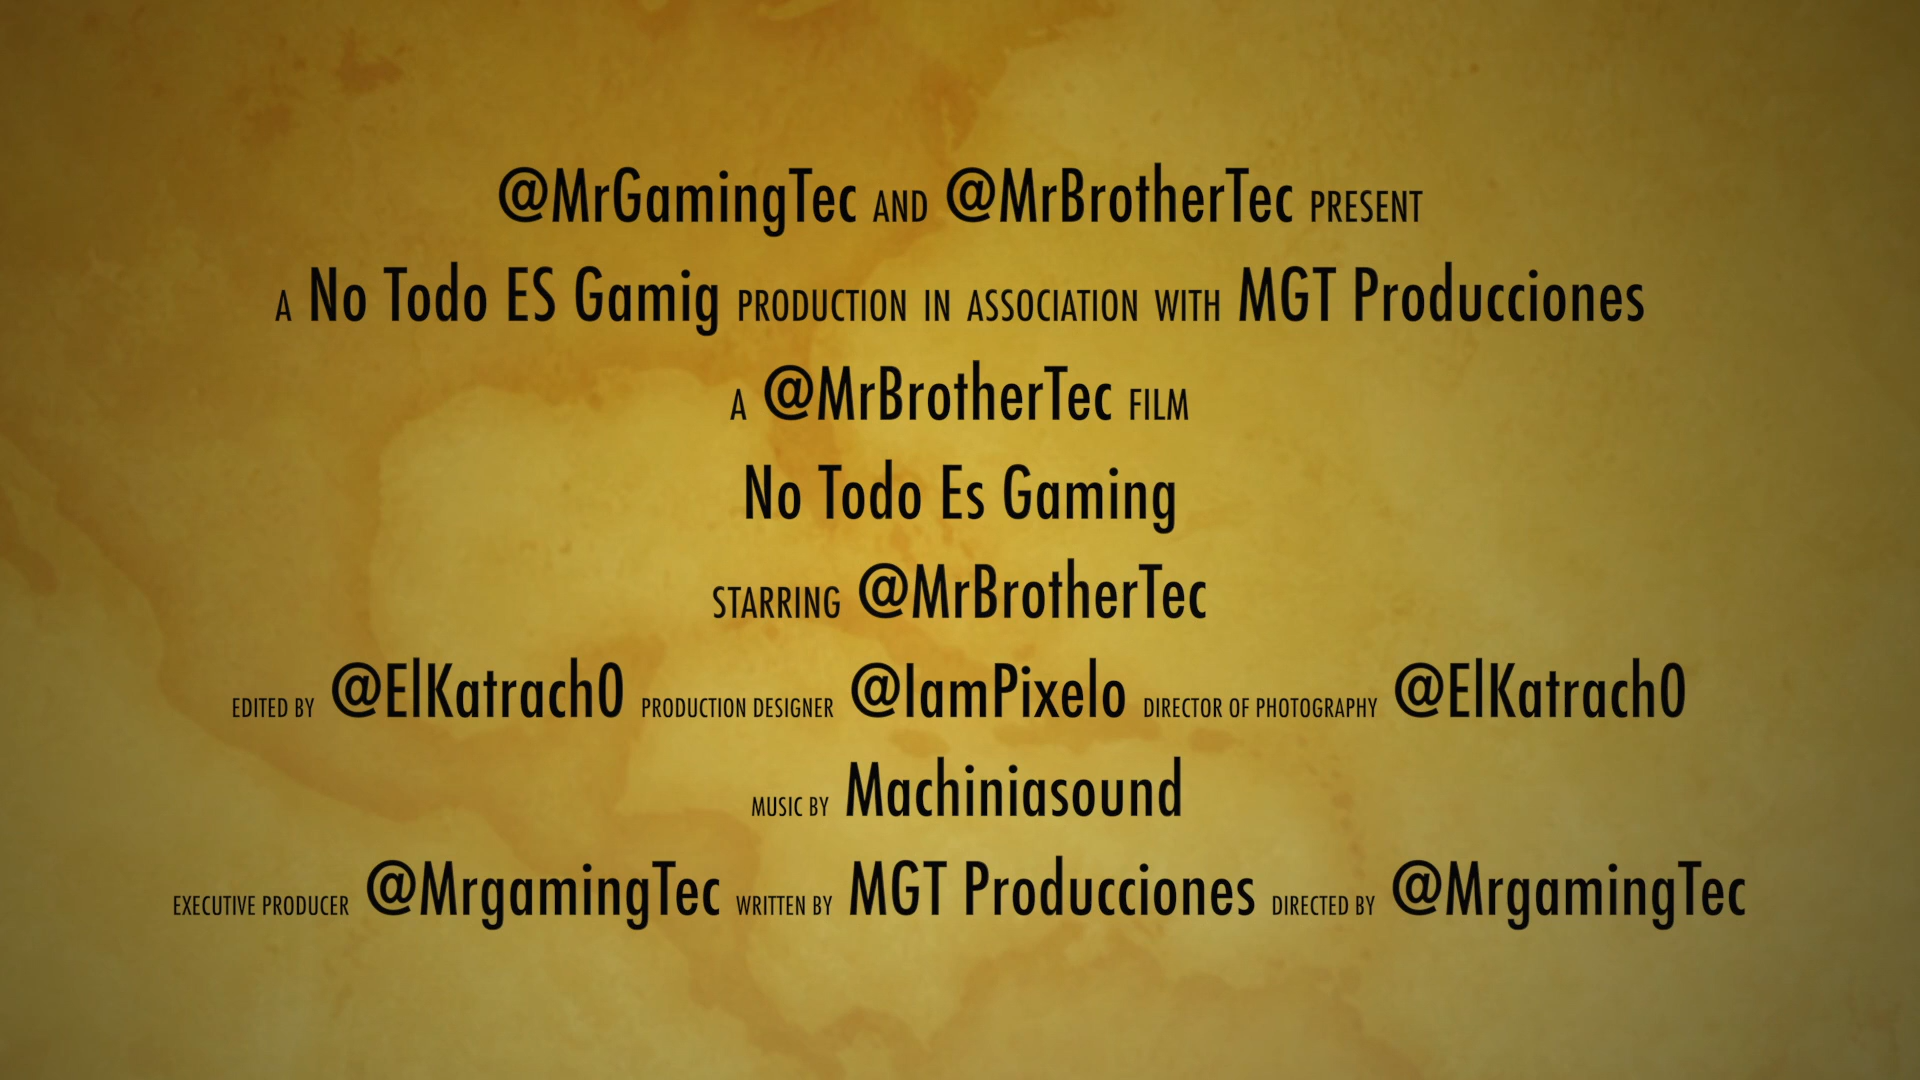 @MrGamingTec AND @MrBrotherTec PRESENT
A No Todo ES Gamig PRODUCTION IN ASSOCIATION WITH MGT Producciones
A @MrBrotherTec FILM
No Todo Es Gaming
STARRING @MrBrotherTec
EDITED BY @ElKatrach0 PRODUCTION DESIGNER @IamPixelo DIRECTOR OF PHOTOGRAPHY @ElKatrach0
MUSIC BY Machiniasound
EXECUTIVE PRODUCER @MrgamingTec WRITTEN BY MGT Producciones DIRECTED BY @MrgamingTec